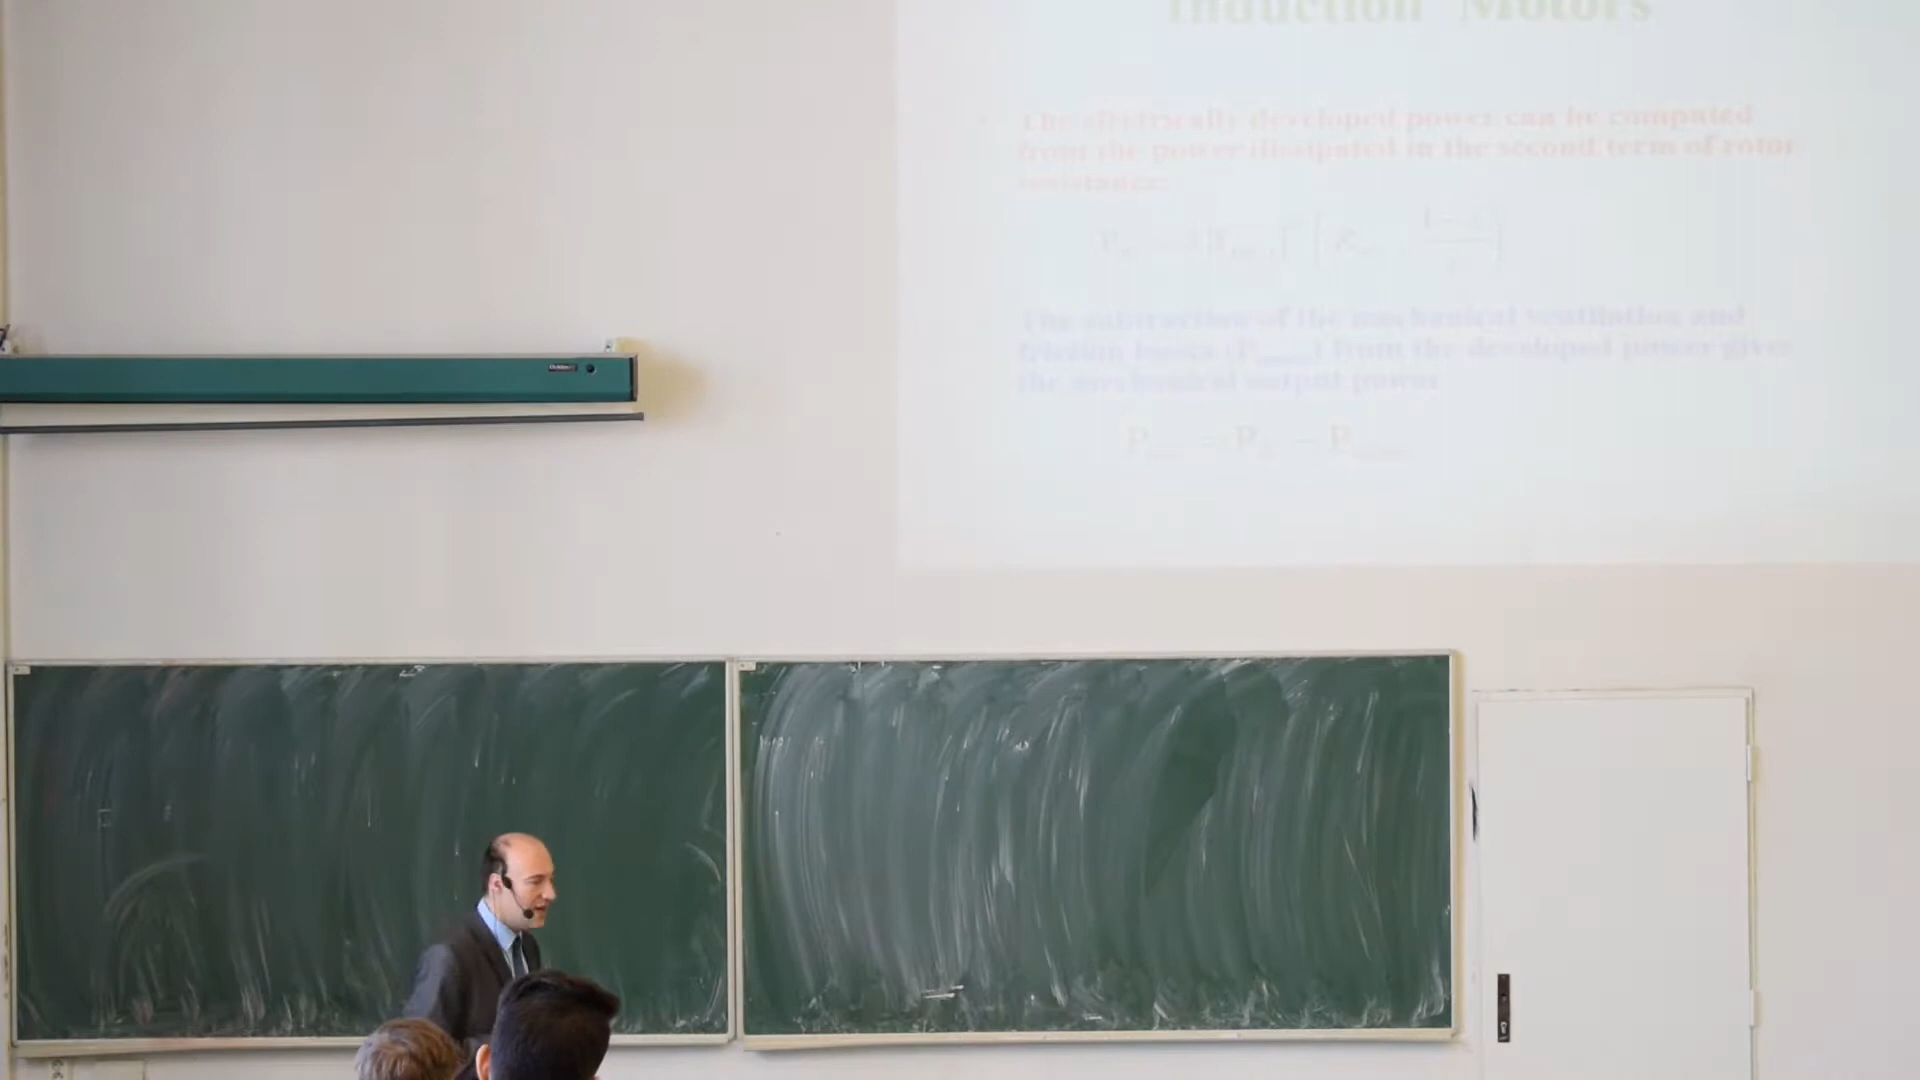 Induction Motors
The electrically developed power can be computed
from the power dissipated in the second term of rotor
resistance:
The subtraction of the mechanical ventilation and
friction losses (P) from the developed power gives
the mechanical output power
P = P − P